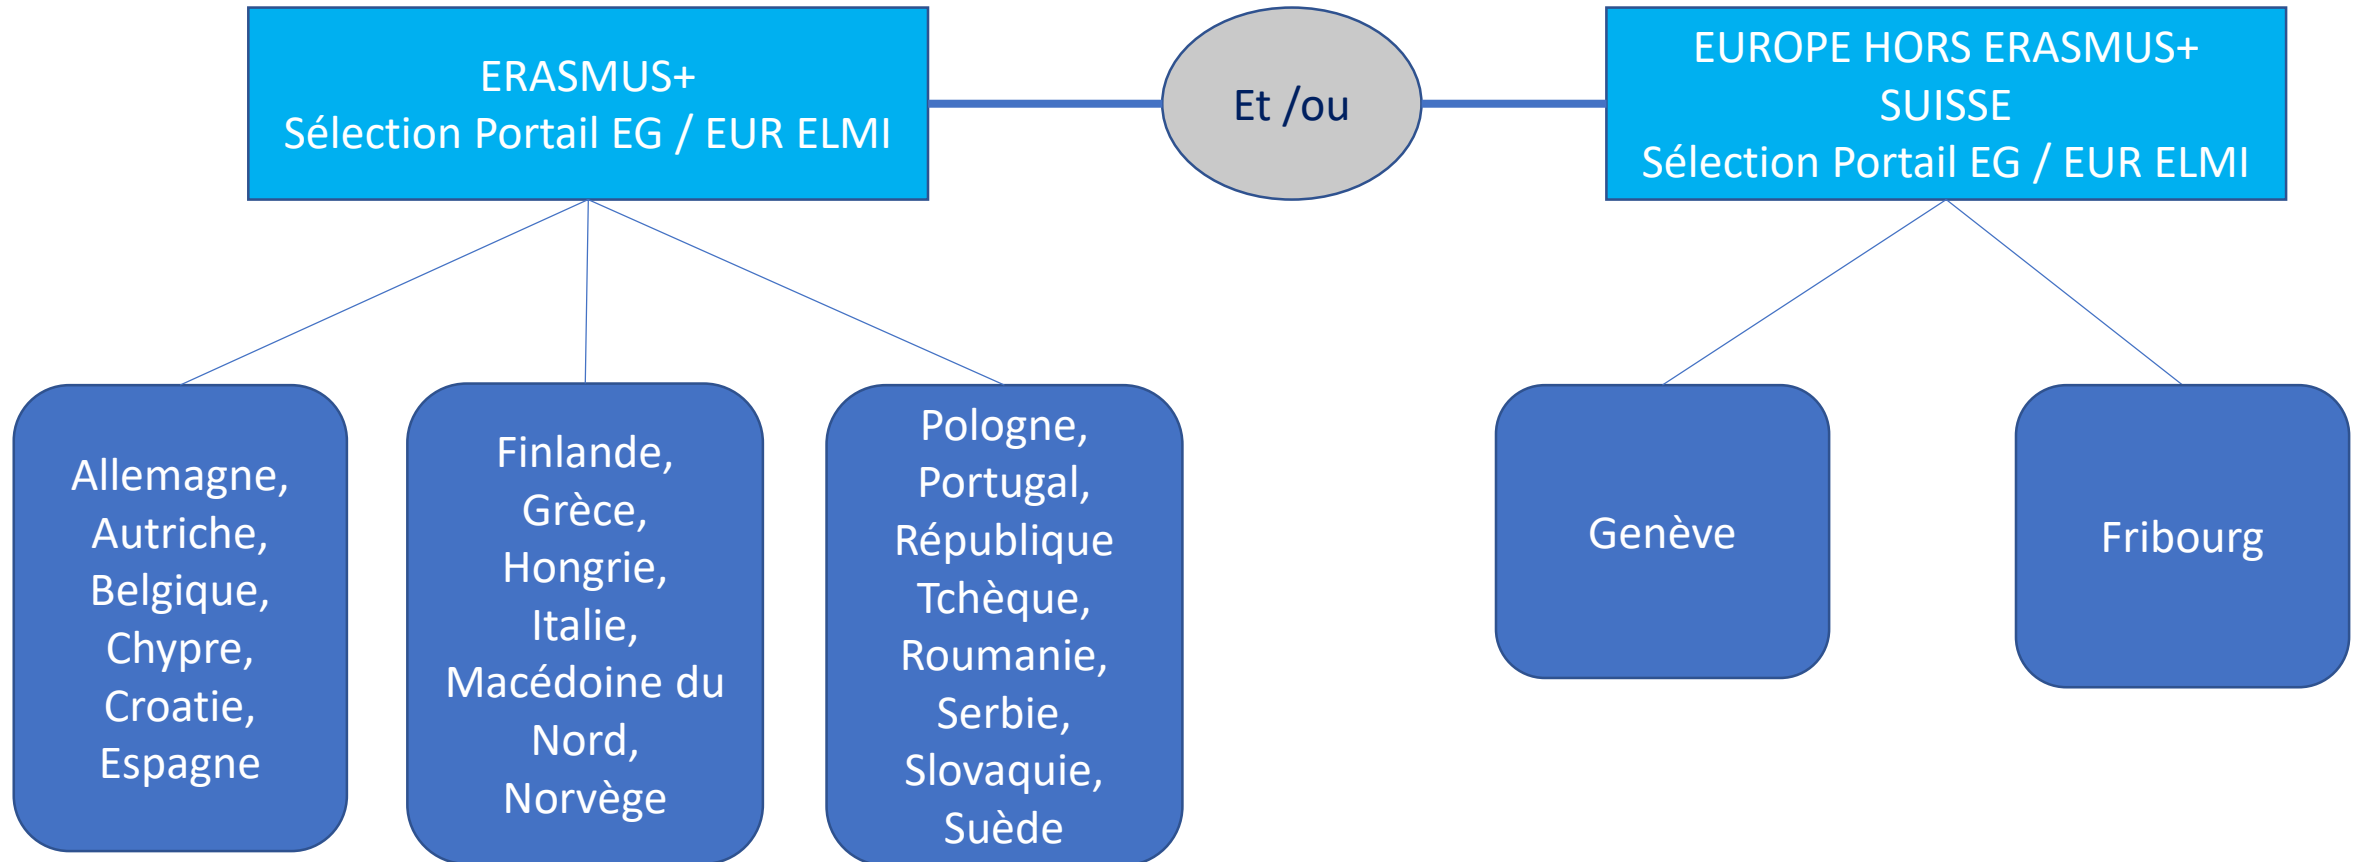 ERASMUS+
Sélection Portail EG / EUR ELMI
Et /ou
EUROPE HORS ERASMUS+
SUISSE
Sélection Portail EG / EUR ELMI
Allemagne,
Autriche,
Belgique,
Chypre,
Croatie,
Espagne
Finlande,
Grèce,
Hongrie,
Italie,
Macédoine du
Nord,
Norvège
Pologne,
Portugal,
République
Tchèque,
Roumanie,
Serbie,
Slovaquie,
Suède
Genève
Fribourg